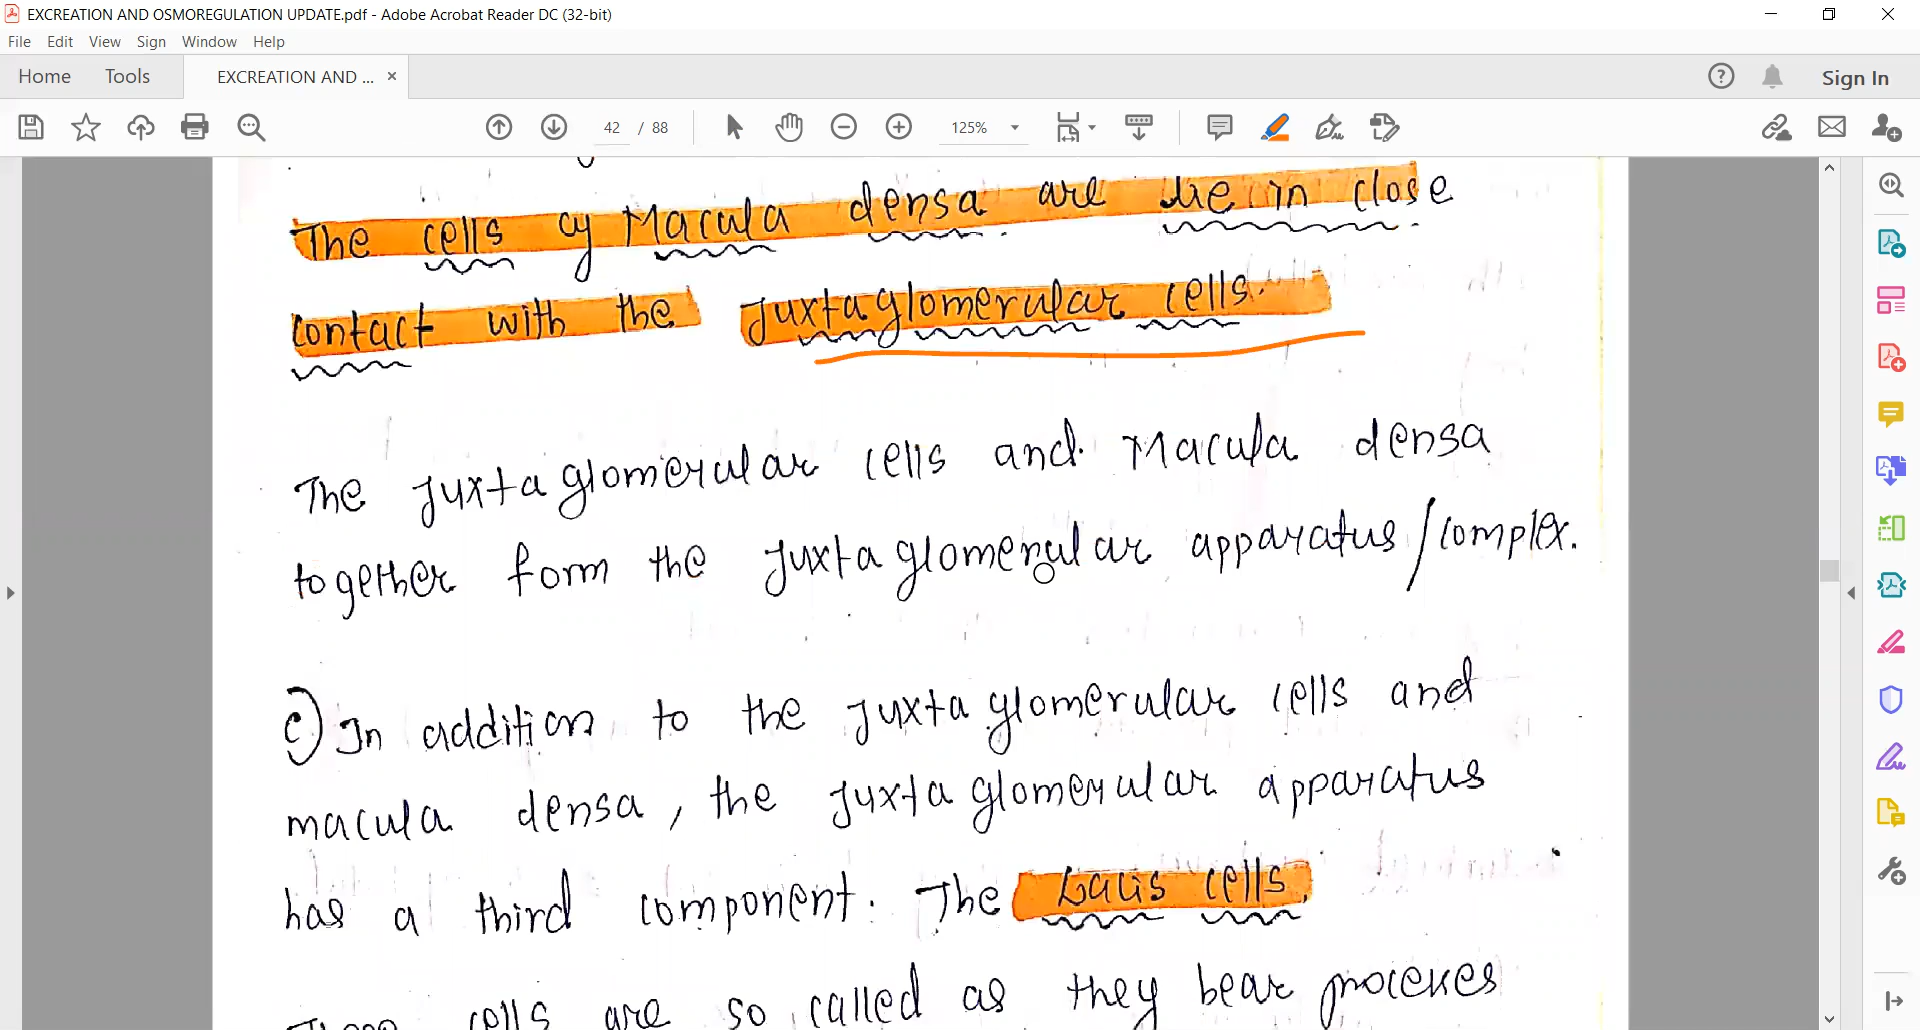 EXCREATION AND OSMOREGULATION UPDATE.pdf - Adobe Acrobat Reader DC (32-bit)
File Edit View Sign Window Help
Home Tools EXCREATION AND ... × Sign In
42 / 88 125%
The cells of Macula densa are lie in close
contact with the Juxtaglomerular cells.
The Juxtaglomerular cells and Macula densa
together form the Juxtaglomerular apparatus/complex.
C) In addition to the Juxtaglomerular cells and
macula densa, the Juxtaglomerular apparatus
has a third component. The Lacis cells.
These cells are so called as they bear processes